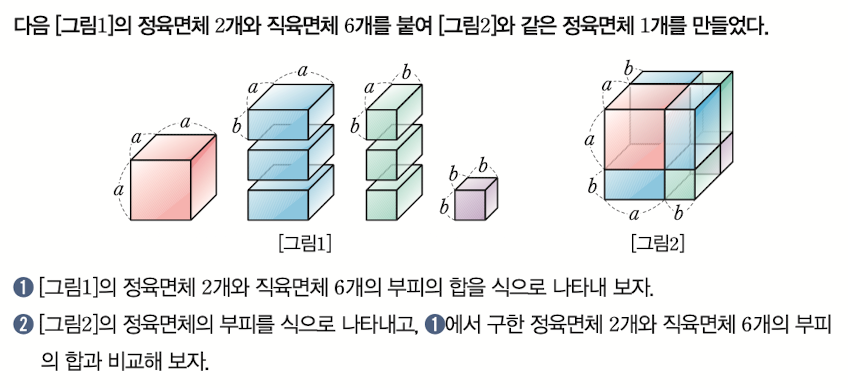 다음 [그림1]의 정육면체 2개와 직육면체 6개를 붙여 [그림2]와 같은 정육면체 1개를 만들었다.
a a a
a a b
a b b
b b b
b a a b a b
[그림1] [그림2]
❶ [그림1]의 정육면체 2개와 직육면체 6개의 부피의 합을 식으로 나타내 보자.
❷ [그림2]의 정육면체의 부피를 식으로 나타내고, ❶에서 구한 정육면체 2개와 직육면체 6개의 부피
의 합과 비교해 보자.